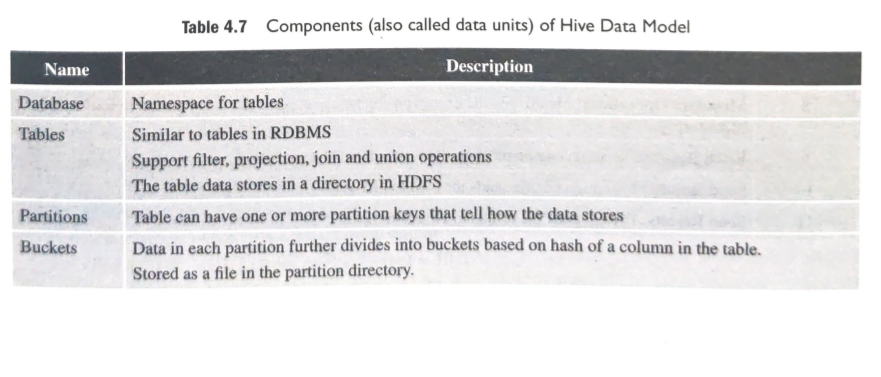 Table 4.7 Components (also called data units) of Hive Data Model
Name Description
Database Namespace for tables
Tables Similar to tables in RDBMS
Support filter, projection, join and union operations
The table data stores in a directory in HDFS
Partitions Table can have one or more partition keys that tell how the data stores
Buckets Data in each partition further divides into buckets based on hash of a column in the table.
Stored as a file in the partition directory.